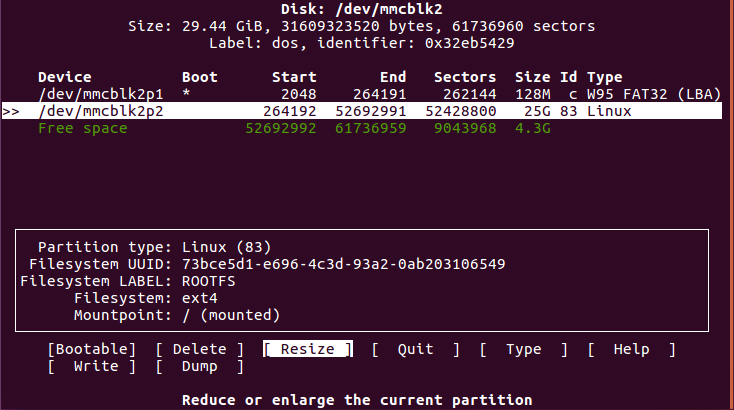 Disk: /dev/mmcblk2
Size: 29.44 GiB, 31609323520 bytes, 61736960 sectors
Label: dos, identifier: 0x32eb5429
Device Boot Start End Sectors Size Id Type
/dev/mmcblk2p1 * 2048 264191 262144 128M c W95 FAT32 (LBA)
>> /dev/mmcblk2p2 264192 52692991 52428800 25G 83 Linux
Free space 52692992 61736959 9043968 4.3G
Partition type: Linux (83)
Filesystem UUID: 73bce5d1-e696-4c3d-93a2-0ab203106549
Filesystem LABEL: ROOTFS
Filesystem: ext4
Mountpoint: / (mounted)
[Bootable] [ Delete ] [ Resize ] [ Quit ] [ Type ] [ Help ]
[ Write ] [ Dump ]
Reduce or enlarge the current partition